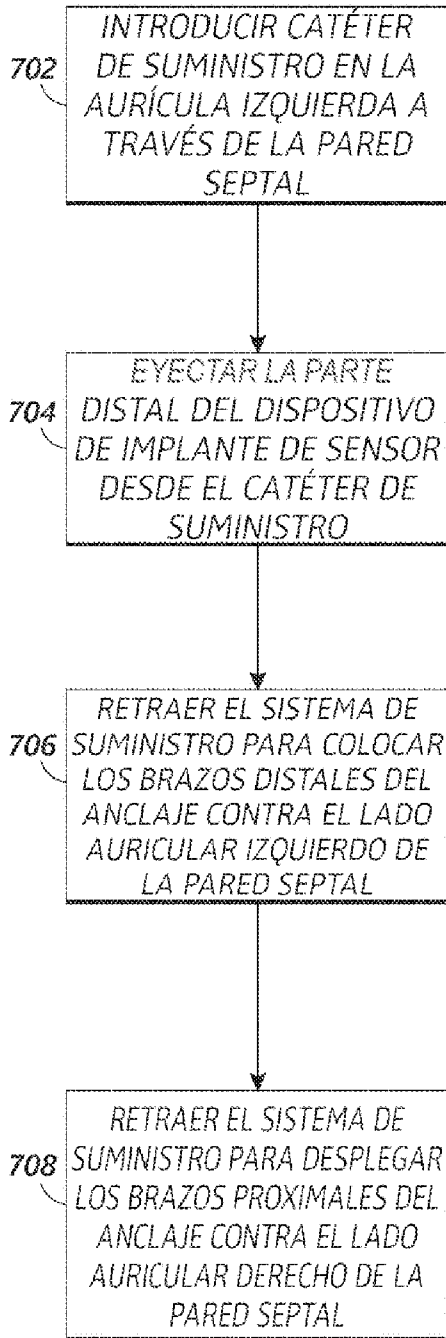 702
INTRODUCIR CATÉTER
DE SUMINISTRO EN LA
AURÍCULA IZQUIERDA A
TRAVÉS DE LA PARED
SEPTAL
704
EYECTAR LA PARTE
DISTAL DEL DISPOSITIVO
DE IMPLANTE DE SENSOR
DESDE EL CATÉTER DE
SUMINISTRO
706
RETRAER EL SISTEMA DE
SUMINISTRO PARA COLOCAR
LOS BRAZOS DISTALES DEL
ANCLAJE CONTRA EL LADO
AURICULAR IZQUIERDO DE
LA PARED SEPTAL
708
RETRAER EL SISTEMA DE
SUMINISTRO PARA DESPLEGAR
LOS BRAZOS PROXIMALES DEL
ANCLAJE CONTRA EL LADO
AURICULAR DERECHO DE LA
PARED SEPTAL